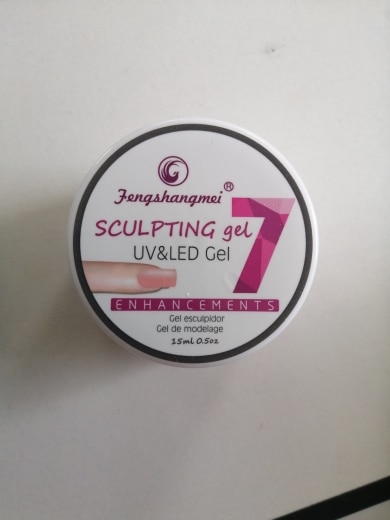 Fengshangmei®
SCULPTING gel 7
UV&LED Gel
ENHANCEMENTS
Gel esculpidor
Gel de modelage
15ml 0.5oz